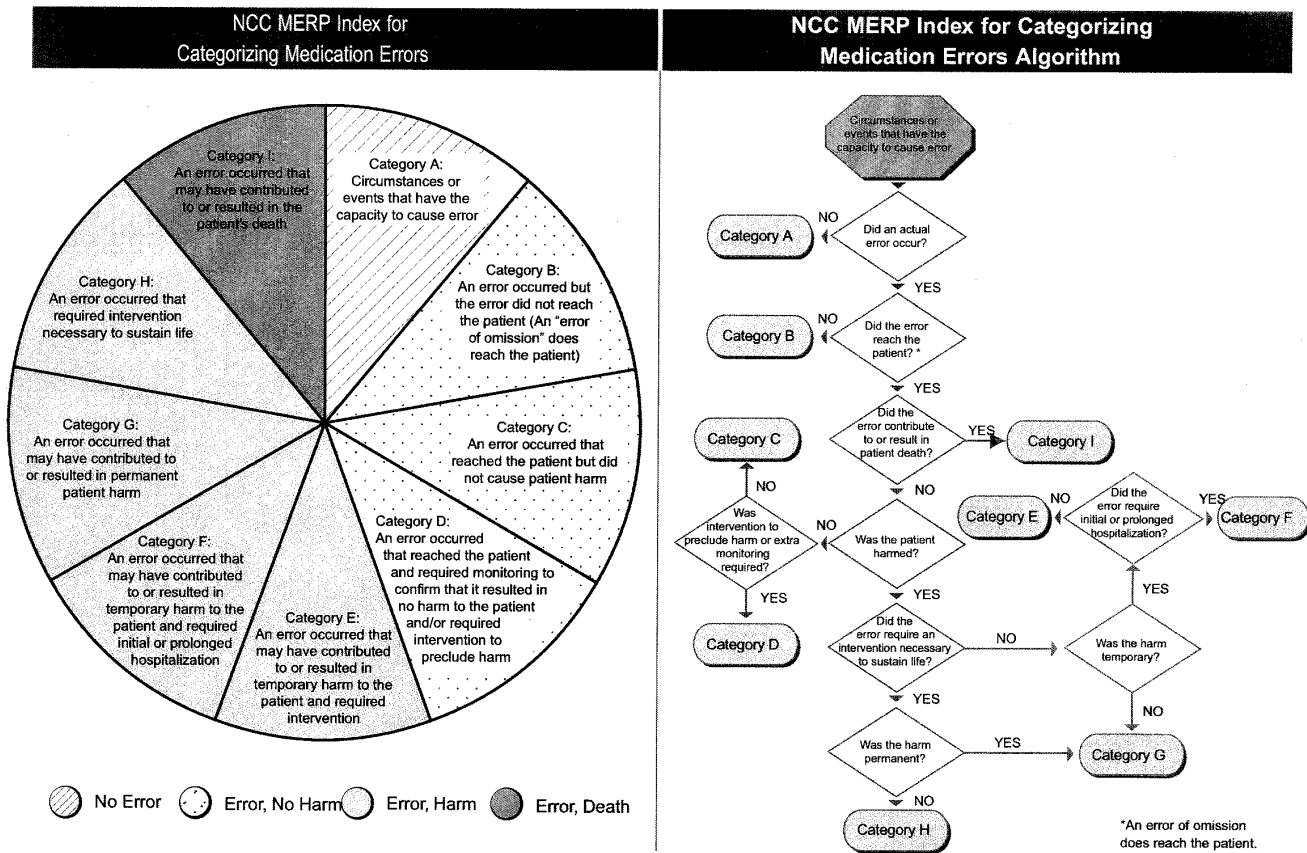 NCC MERP Index for
Categorizing Medication Errors
Category I:
An error occurred that
may have contributed
to or resulted in the
patient's death
Category A:
Circumstances or
events that have the
capacity to cause error
Category B:
An error occurred but
the error did not reach
the patient (An "error
of omission" does
reach the patient)
Category H:
An error occurred that
required intervention
necessary to sustain life
Category C:
An error occurred that
reached the patient but did
not cause patient harm
Category G:
An error occurred that
may have contributed to
or resulted in permanent
patient harm
Category D:
An error occurred
that reached the patient
and required monitoring to
confirm that it resulted in
no harm to the patient
and/or required
intervention to
preclude harm
Category F:
An error occurred that
may have contributed
to or resulted in
temporary harm to the
patient and required
initial or prolonged
hospitalization
Category E:
An error occurred that
may have contributed
to or resulted in
temporary harm to the
patient and required
intervention
No Error
Error, No Harm
Error, Harm
Error, Death
NCC MERP Index for Categorizing
Medication Errors Algorithm
Circumstances or
events that have the
capacity to cause error
Did an actual
error occur?
NO
Category A
YES
Did the error
reach the
patient? *
NO
Category B
YES
Did the
error contribute
to or result in
patient death?
YES
Category I
NO
Was the patient
harmed?
NO
Was
intervention to
preclude harm or extra
monitoring
required?
NO
Category C
YES
Category D
YES
Did the
error require an
intervention necessary
to sustain life?
NO
Was the harm
temporary?
YES
Did the
error require
initial or prolonged
hospitalization?
NO
Category E
YES
Category F
NO
Category G
YES
Was the harm
permanent?
YES
NO
Category H
*An error of omission
does reach the patient.